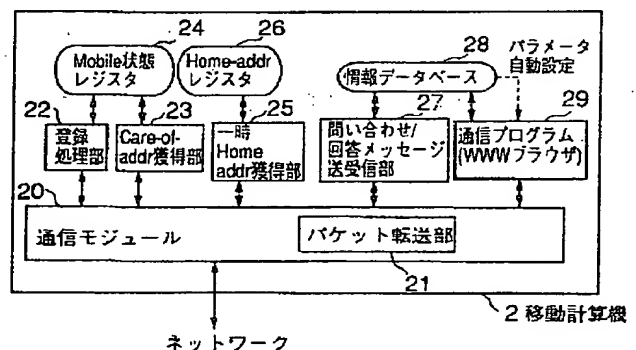 24
26
28
パラメータ
自動設定
Mobile状態
レジスタ
Home-addr
レジスタ
情報データベース
22
23
25
27
29
登録
処理部
Care-of-
addr獲得部
一時
Home
addr獲得部
問い合わせ/
回答メッセージ
送受信部
通信プログラム
(WWWブラウザ)
20
通信モジュール
パケット転送部
21
2 移動計算機
ネットワーク